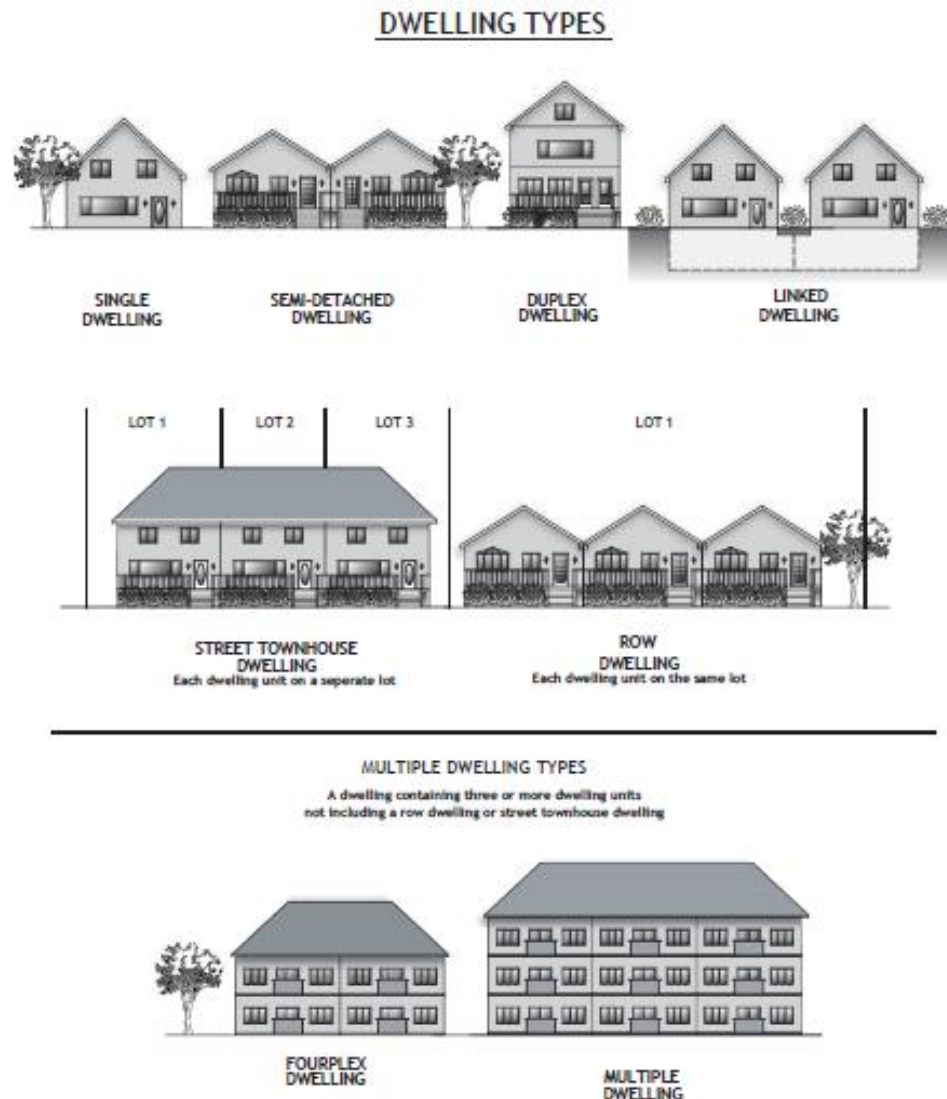 DWELLING TYPES
SINGLE
DWELLING
SEMI-DETACHED
DWELLING
DUPLEX
DWELLING
LINKED
DWELLING
LOT 1
LOT 2
LOT 3
LOT 1
STREET TOWNHOUSE
DWELLING
Each dwelling unit on a seperate lot
ROW
DWELLING
Each dwelling unit on the same lot
MULTIPLE DWELLING TYPES
A dwelling containing three or more dwelling units
not including a row dwelling or street townhouse dwelling
FOURPLEX
DWELLING
MULTIPLE
DWELLING